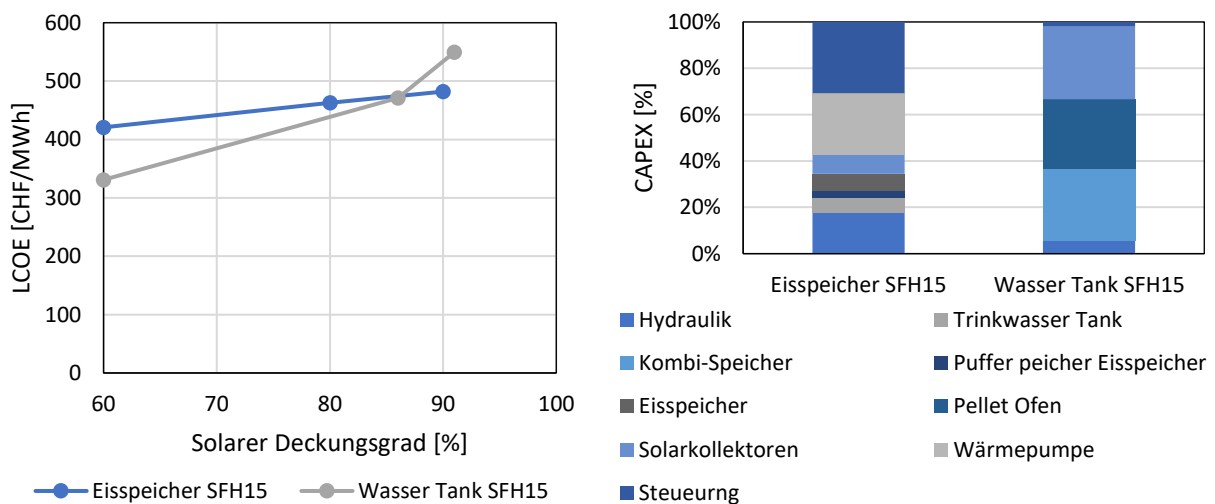 600
500
400
300
200
100
0
LCOE [CHF/MWh]
60 70 80 90 100
Solarer Deckungsgrad [%]
Eisspeicher SFH15 Wasser Tank SFH15
100%
80%
60%
40%
20%
0%
CAPEX [%]
Eisspeicher SFH15 Wasser Tank SFH15
Hydraulik Trinkwasser Tank
Kombi-Speicher Puffer peicher Eisspeicher
Eisspeicher Pellet Ofen
Solarkollektoren Wärmepumpe
Steueurng